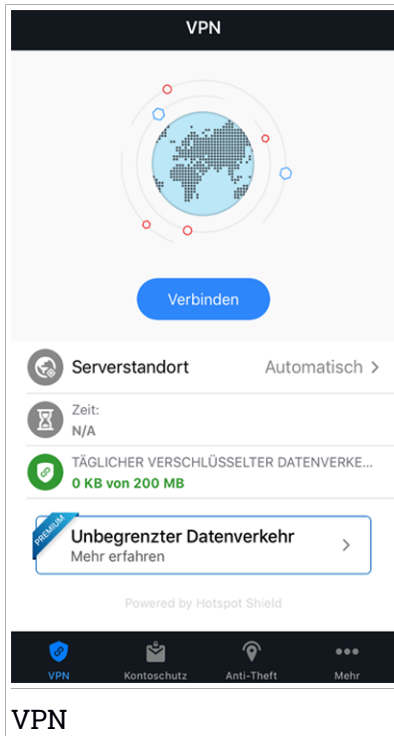 VPN
Verbinden
Serverstandort
Automatisch
Zeit:
N/A
TÄGLICHER VERSCHLÜSSELTER DATENVERKE...
0 KB von 200 MB
PREMIUM
Unbegrenzter Datenverkehr
Mehr erfahren
Powered by Hotspot Shield
VPN
Kontoschutz
Anti-Theft
Mehr
VPN